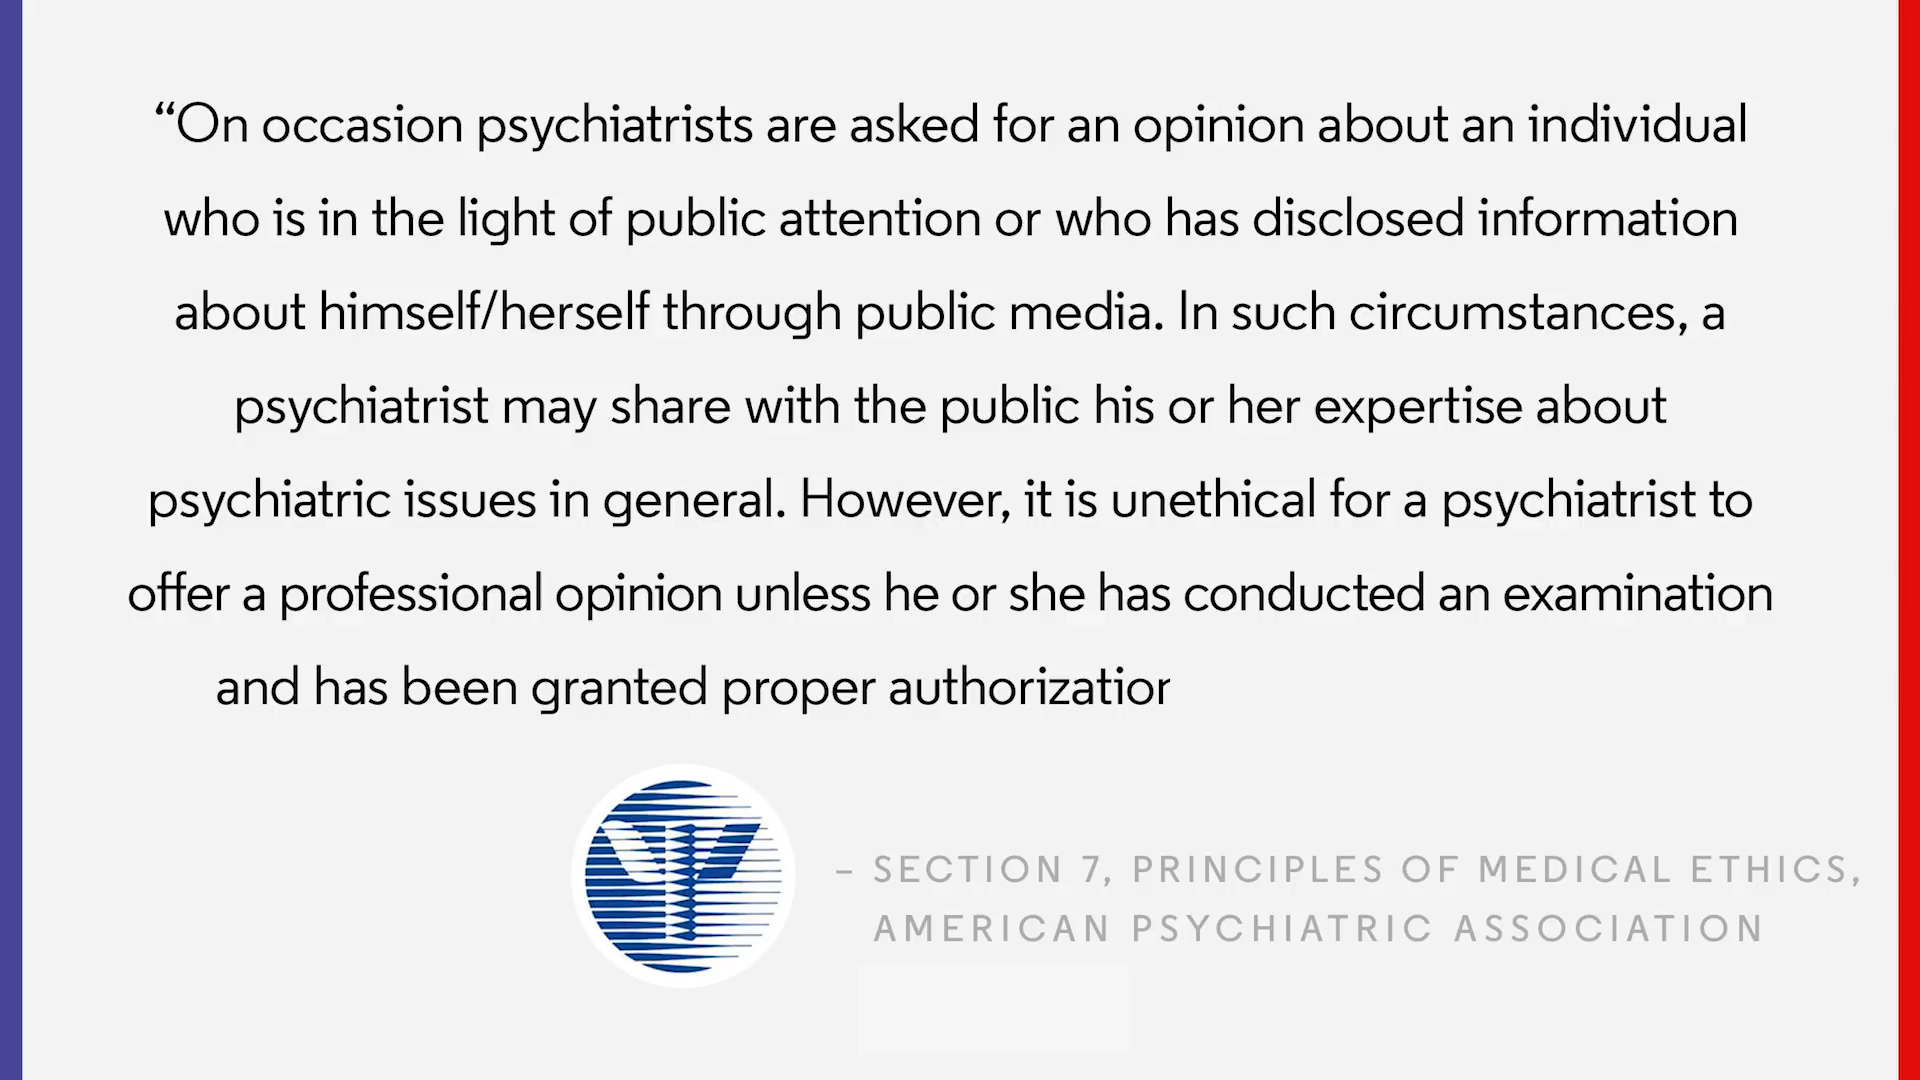 “On occasion psychiatrists are asked for an opinion about an individual
who is in the light of public attention or who has disclosed information
about himself/herself through public media. In such circumstances, a
psychiatrist may share with the public his or her expertise about
psychiatric issues in general. However, it is unethical for a psychiatrist to
offer a professional opinion unless he or she has conducted an examination
and has been granted proper authorization
– SECTION 7, PRINCIPLES OF MEDICAL ETHICS,
AMERICAN PSYCHIATRIC ASSOCIATION